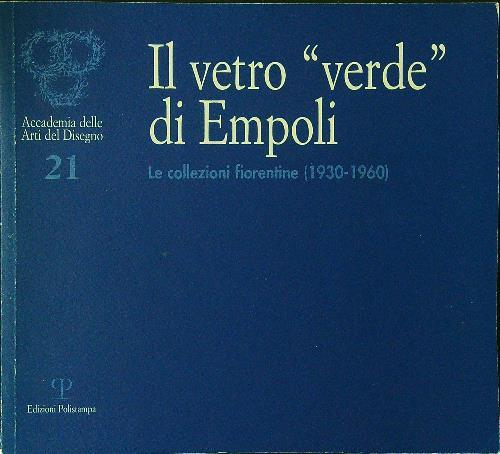 Accademia delle
Arti del Disegno
21
Il vetro “verde”
di Empoli
Le collezioni fiorentine (1930-1960)
Edizioni Polistampa